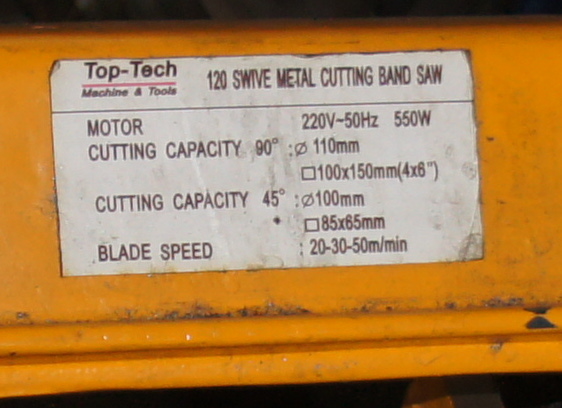 Top-Tech
Machine & Tools
120 SWIVE METAL CUTTING BAND SAW
MOTOR 220V~50Hz 550W
CUTTING CAPACITY 90° :⌀ 110mm
□100x150mm(4x6")
CUTTING CAPACITY 45° :⌀100mm
□85x65mm
BLADE SPEED : 20-30-50m/min